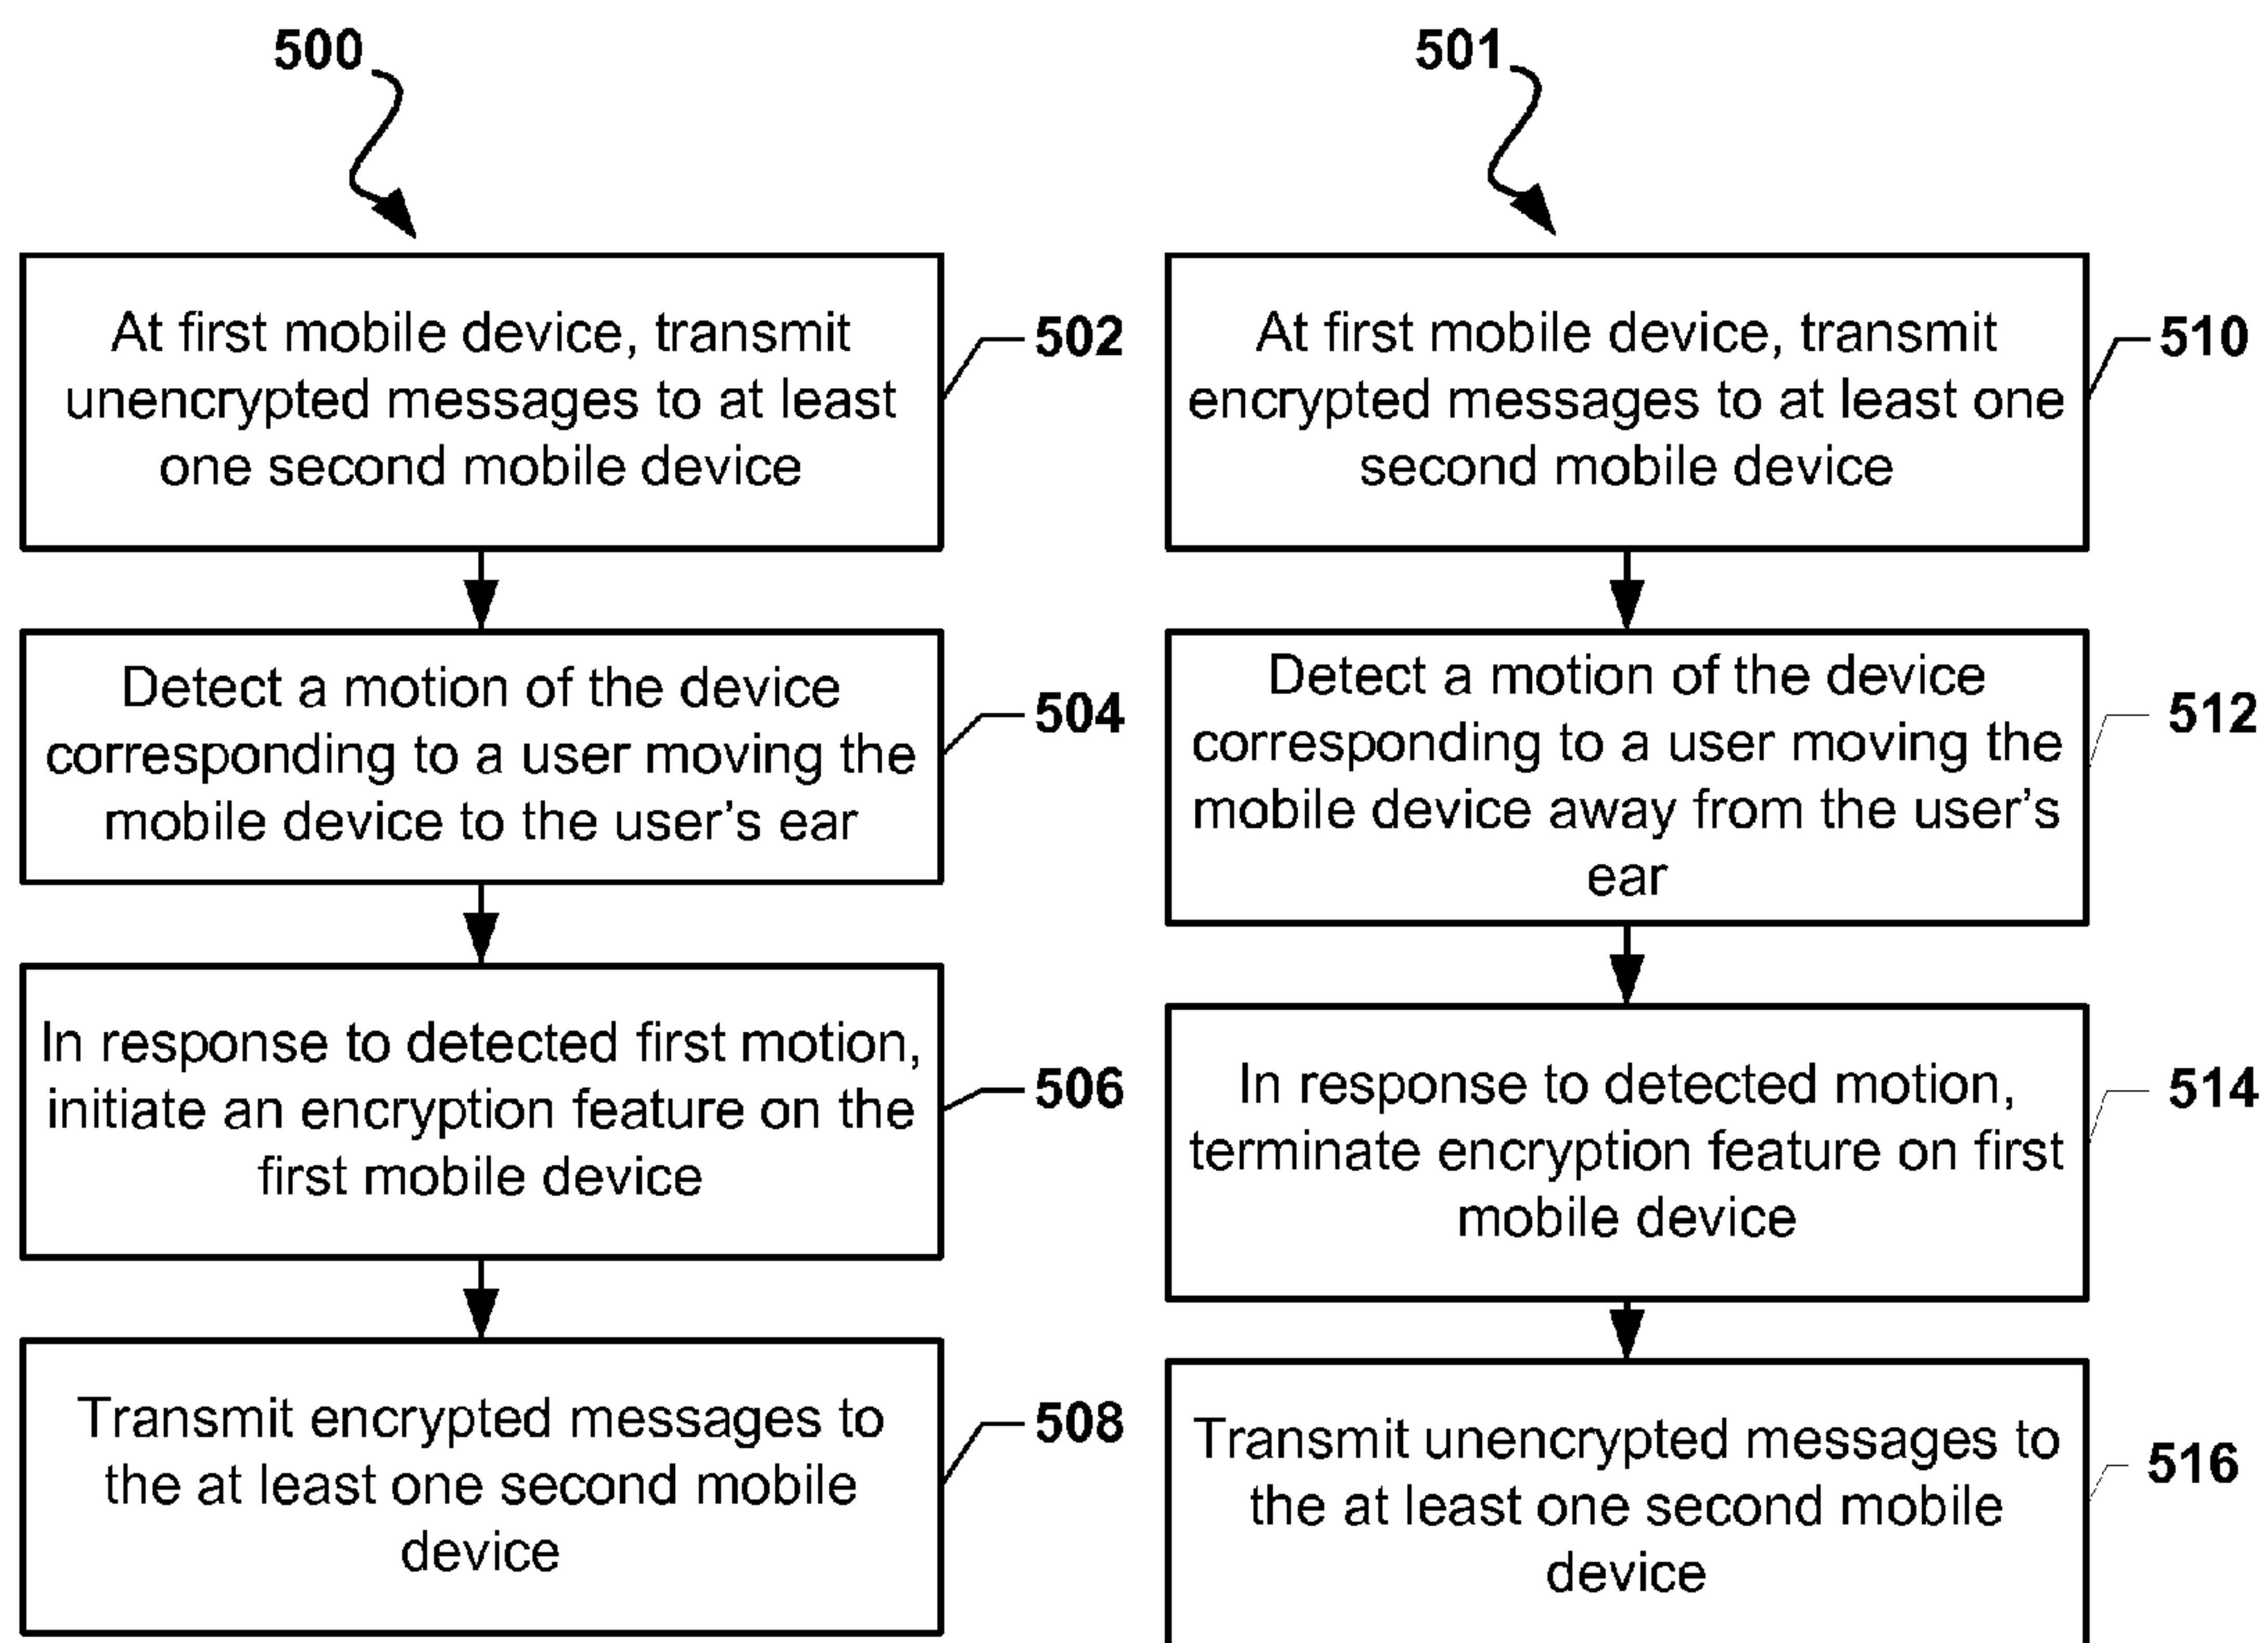 500
At first mobile device, transmit
unencrypted messages to at least
one second mobile device
502
Detect a motion of the device
corresponding to a user moving the
mobile device to the user's ear
504
In response to detected first motion,
initiate an encryption feature on the
first mobile device
506
Transmit encrypted messages to
the at least one second mobile
device
508
501
At first mobile device, transmit
encrypted messages to at least one
second mobile device
510
Detect a motion of the device
corresponding to a user moving the
mobile device away from the user's
ear
512
In response to detected motion,
terminate encryption feature on first
mobile device
514
Transmit unencrypted messages to
the at least one second mobile
device
516